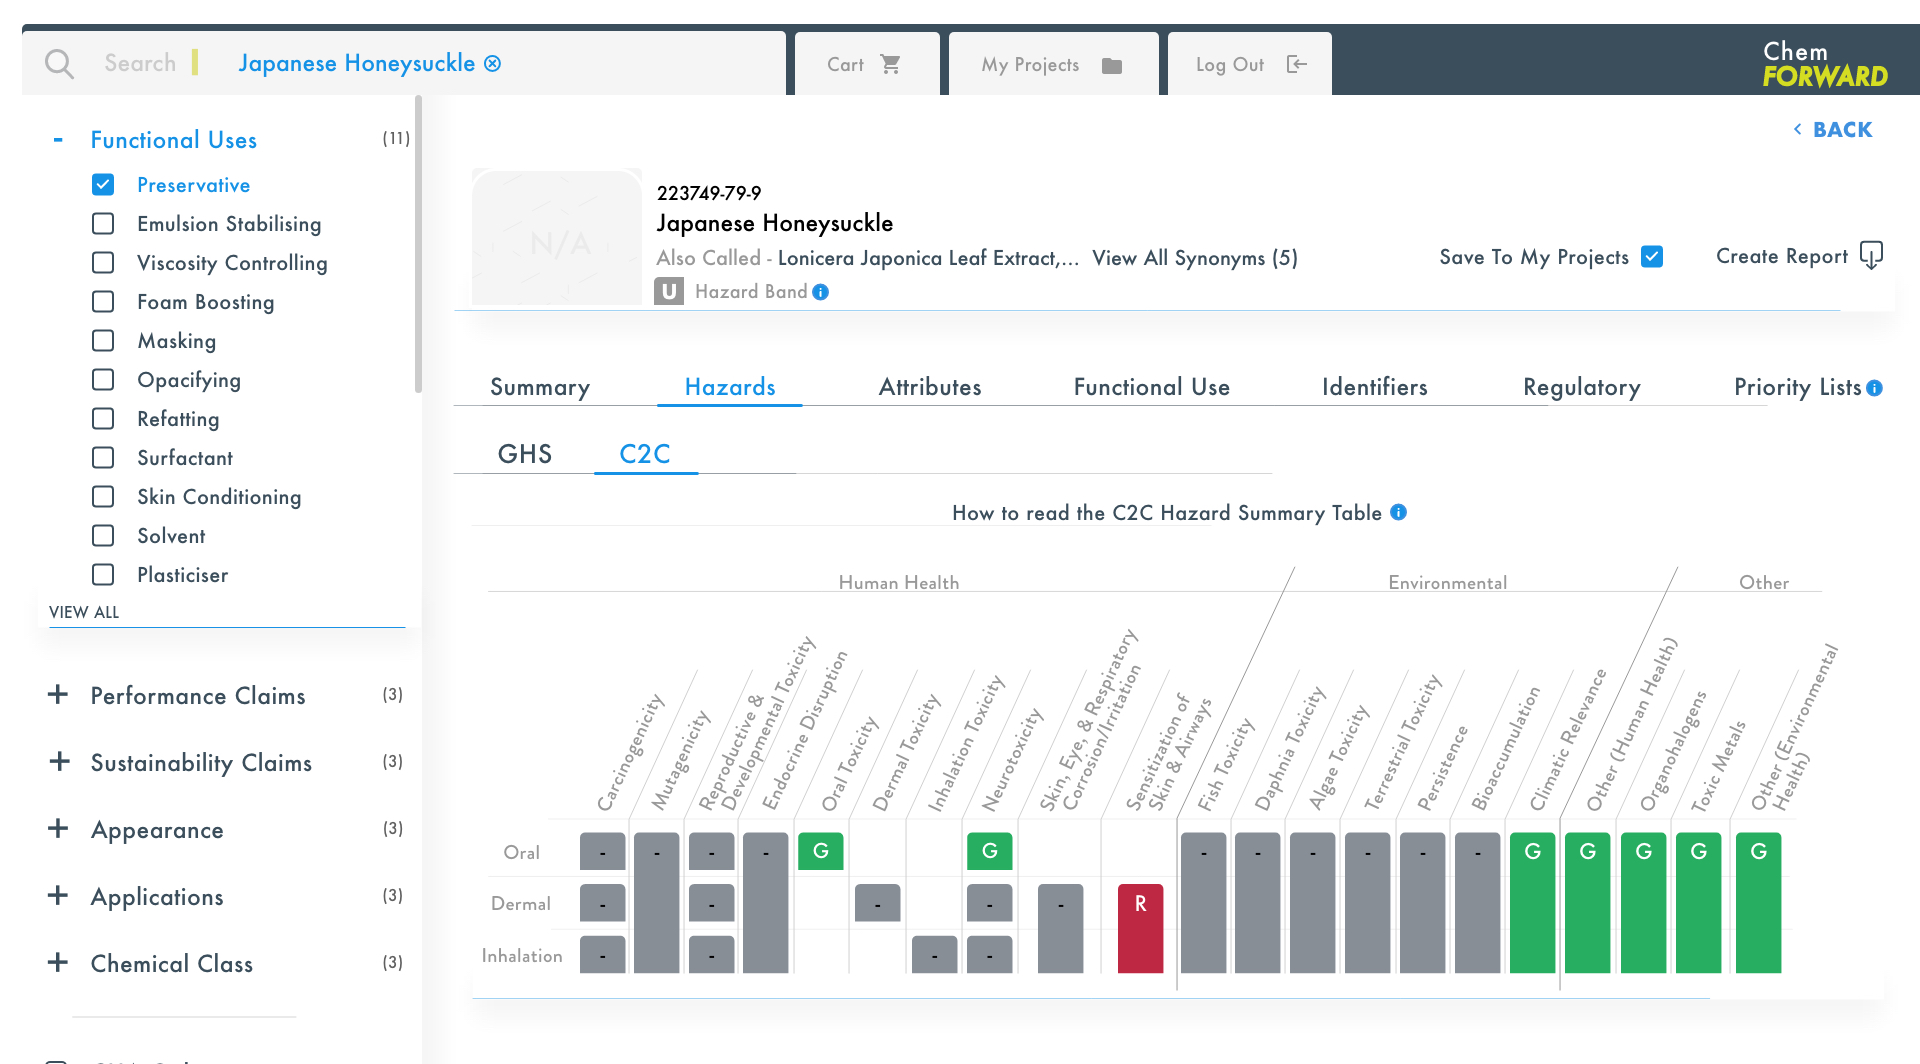 Search
Japanese Honeysuckle
Cart
My Projects
Log Out
Chem
FORWARD
- Functional Uses (11)
Preservative
Emulsion Stabilising
Viscosity Controlling
Foam Boosting
Masking
Opacifying
Refatting
Surfactant
Skin Conditioning
Solvent
Plasticiser
VIEW ALL
+ Performance Claims (3)
+ Sustainability Claims (3)
+ Appearance (3)
+ Applications (3)
+ Chemical Class (3)
< BACK
N/A
223749-79-9
Japanese Honeysuckle
Also Called - Lonicera Japonica Leaf Extract,... View All Synonyms (5)
U Hazard Band i
Save To My Projects
Create Report
Summary Hazards Attributes Functional Use Identifiers Regulatory Priority Lists i
GHS C2C
How to read the C2C Hazard Summary Table i
Human Health Environmental Other
Carcinogenicity
Mutagenicity
Reproductive &
Developmental Toxicity
Endocrine Disruption
Oral Toxicity
Dermal Toxicity
Inhalation Toxicity
Neurotoxicity
Skin, Eye, & Respiratory
Corrosion/Irritation
Sensitization of
Skin & Airways
Fish Toxicity
Daphnia Toxicity
Algae Toxicity
Terrestrial Toxicity
Persistence
Bioaccumulation
Climatic Relevance
Other (Human Health)
Organohalogens
Toxic Metals
Other (Environmental
Health)
Oral - - - - G G - - - - - - G G G G G
Dermal - - - - - R
Inhalation - - - -